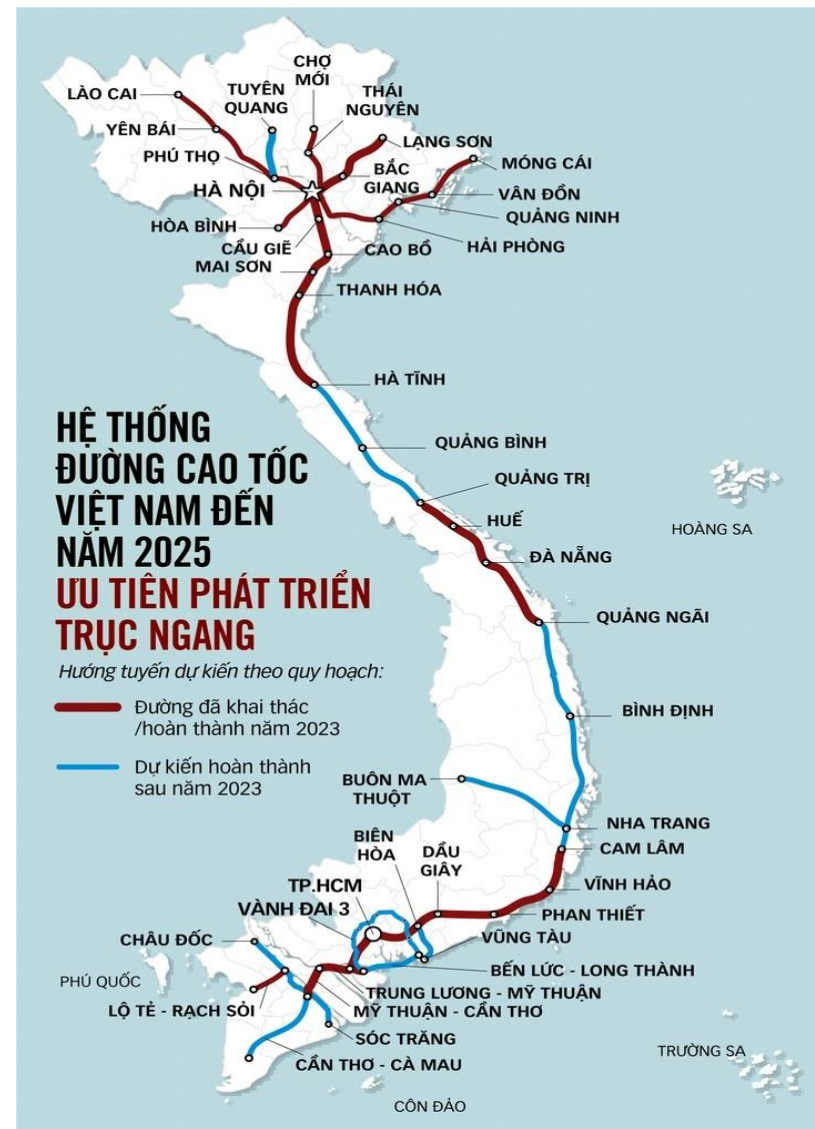 CHỢ
MỚI
LÀO CAI
TUYÊN
QUANG
THÁI
NGUYÊN
YÊN BÁI
LẠNG SƠN
PHÚ THỌ
MÓNG CÁI
BẮC
GIANG
HÀ NỘI
VÂN ĐỒN
QUẢNG NINH
HÒA BÌNH
CẦU GIẼ
CAO BỒ
HẢI PHÒNG
MAI SƠN
THANH HÓA
HÀ TĨNH
HỆ THỐNG
ĐƯỜNG CAO TỐC
VIỆT NAM ĐẾN
NĂM 2025
ƯU TIÊN PHÁT TRIỂN
TRỤC NGANG
Hướng tuyến dự kiến theo quy hoạch:
Đường đã khai thác
/hoàn thành năm 2023
Dự kiến hoàn thành
sau năm 2023
QUẢNG BÌNH
QUẢNG TRỊ
HUẾ
HOÀNG SA
ĐÀ NẴNG
QUẢNG NGÃI
BÌNH ĐỊNH
BUÔN MA
THUỘT
NHA TRANG
CAM LÂM
BIÊN
HÒA
DẦU
GIÂY
VĨNH HẢO
TP.HCM
VÀNH ĐAI 3
PHAN THIẾT
CHÂU ĐỐC
VŨNG TÀU
BẾN LỨC - LONG THÀNH
PHÚ QUỐC
TRUNG LƯƠNG - MỸ THUẬN
LỘ TẺ - RẠCH SỎI
MỸ THUẬN - CẦN THƠ
SÓC TRĂNG
TRƯỜNG SA
CẦN THƠ - CÀ MAU
CÔN ĐẢO